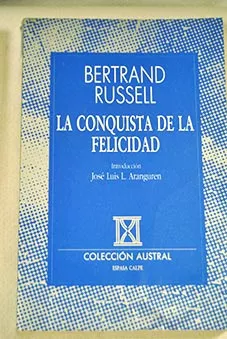 BERTRAND
RUSSELL
LA CONQUISTA DE LA
FELICIDAD
Introducción
José Luis L. Aranguren
COLECCIÓN AUSTRAL
ESPASA CALPE